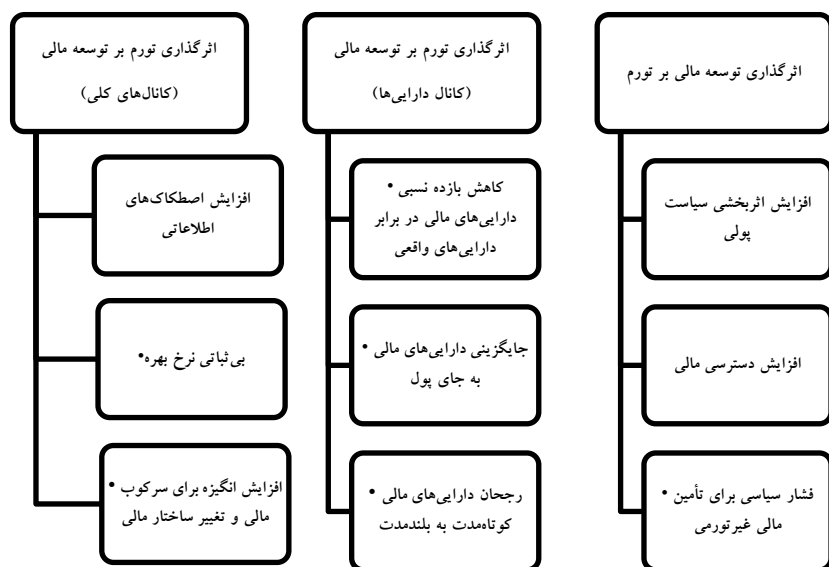 اثرگذاری توسعه مالی بر تورم
افزایش اثربخشی سیاست
پولی
افزایش دسترسی مالی
• فشار سیاسی برای تأمین
مالی غیرتورمی
اثرگذاری تورم بر توسعه مالی
(کانال دارایی‌ها)
• کاهش بازده نسبی
دارایی‌های مالی در برابر
دارایی‌های واقعی
• جایگزینی دارایی‌های مالی
به جای پول
• رجحان دارایی‌های مالی
کوتاه‌مدت به بلندمدت
اثرگذاری تورم بر توسعه مالی
(کانال‌های کلی)
افزایش اصطکاک‌های
اطلاعاتی
بی‌ثباتی نرخ بهره•
• افزایش انگیزه برای سرکوب
مالی و تغییر ساختار مالی